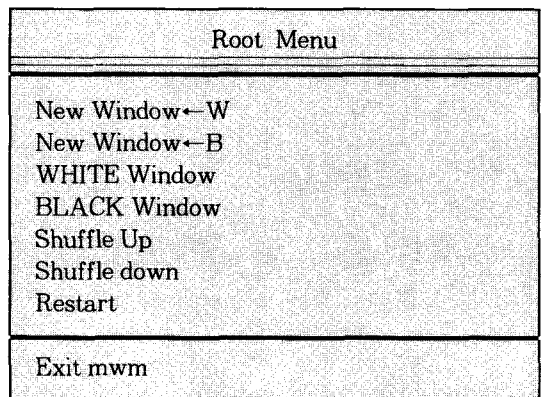 Root Menu
New Window←W
New Window←B
WHITE Window
BLACK Window
Shuffle Up
Shuffle down
Restart
Exit mwm